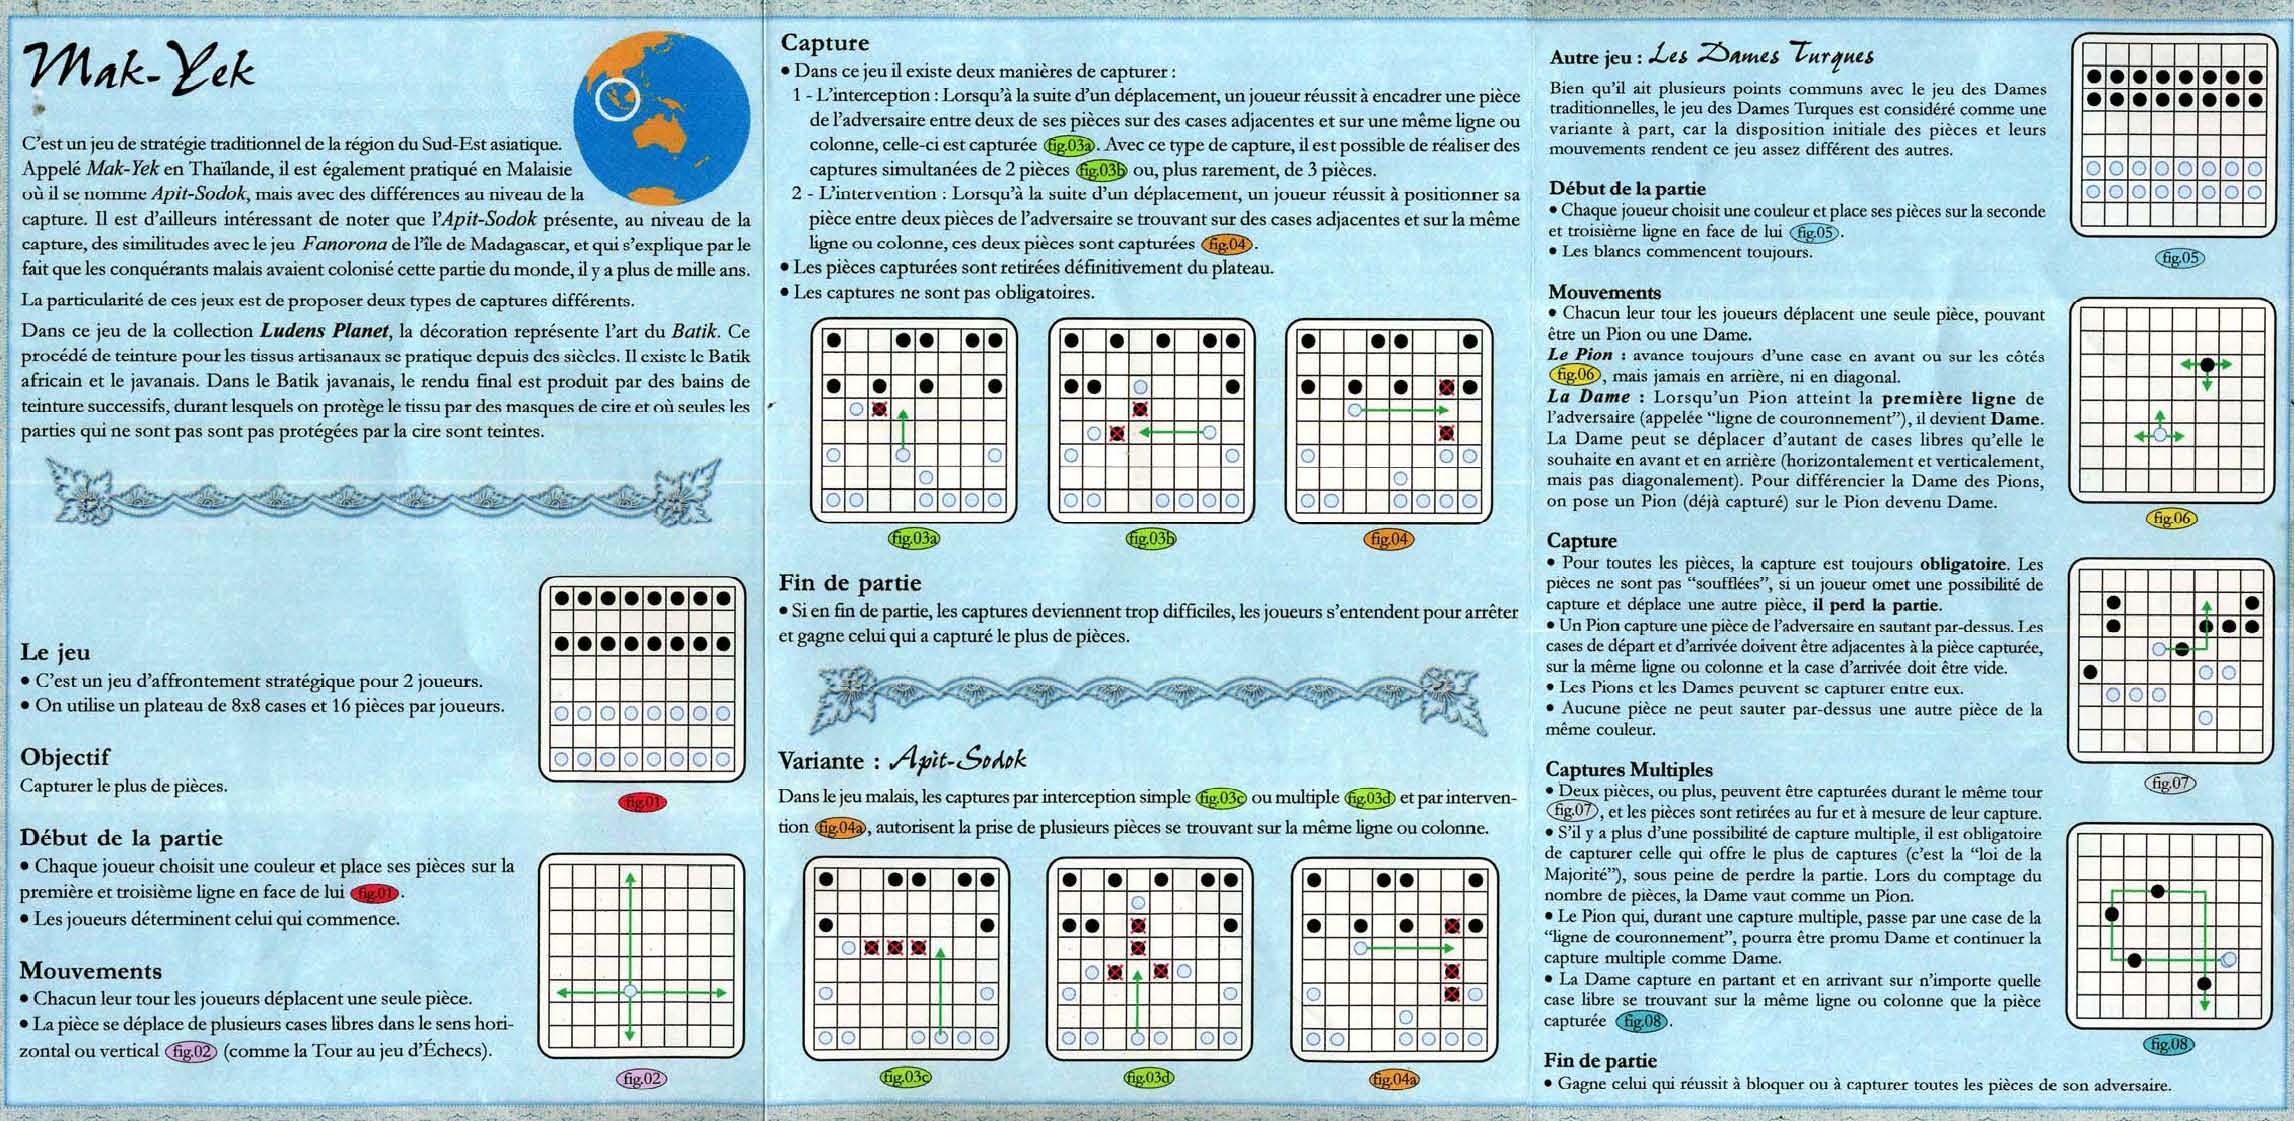 Mak-Yek
C'est un jeu de stratégie traditionnel de la région du Sud-Est asiatique.
Appelé Mak-Yek en Thaïlande, il est également pratiqué en Malaisie
où il se nomme Apit-Sodok, mais avec des différences au niveau de la
capture. Il est d'ailleurs intéressant de noter que l'Apit-Sodok présente, au niveau de la
capture, des similitudes avec le jeu Fanorona de l'île de Madagascar, et qui s'explique par le
fait que les conquérants malais avaient colonisé cette partie du monde, il y a plus de mille ans.
La particularité de ces jeux est de proposer deux types de captures différents.
Dans ce jeu de la collection Ludens Planet, la décoration représente l'art du Batik. Ce
procédé de teinture pour les tissus artisanaux se pratique depuis des siècles. Il existe le Batik
africain et le javanais. Dans le Batik javanais, le rendu final est produit par des bains de
teinture successifs, durant lesquels on protège le tissu par des masques de cire et où seules les
parties qui ne sont pas sont pas protégées par la cire sont teintes.
Le jeu
• C'est un jeu d'affrontement stratégique pour 2 joueurs.
• On utilise un plateau de 8x8 cases et 16 pièces par joueurs.
Objectif
Capturer le plus de pièces.
fig.01
Début de la partie
• Chaque joueur choisit une couleur et place ses pièces sur la
première et troisième ligne en face de lui fig.01.
• Les joueurs déterminent celui qui commence.
Mouvements
• Chacun leur tour les joueurs déplacent une seule pièce.
• La pièce se déplace de plusieurs cases libres dans le sens hori-
zontal ou vertical fig.02 (comme la Tour au jeu d'Échecs).
fig.02
Capture
• Dans ce jeu il existe deux manières de capturer :
1 - L'interception : Lorsqu'à la suite d'un déplacement, un joueur réussit à encadrer une pièce
de l'adversaire entre deux de ses pièces sur des cases adjacentes et sur une même ligne ou
colonne, celle-ci est capturée fig.03a. Avec ce type de capture, il est possible de réaliser des
captures simultanées de 2 pièces fig.03b ou, plus rarement, de 3 pièces.
2 - L'intervention : Lorsqu'à la suite d'un déplacement, un joueur réussit à positionner sa
pièce entre deux pièces de l'adversaire se trouvant sur des cases adjacentes et sur la même
ligne ou colonne, ces deux pièces sont capturées fig.04.
• Les pièces capturées sont retirées définitivement du plateau.
• Les captures ne sont pas obligatoires.
fig.03a
fig.03b
fig.04
Fin de partie
• Si en fin de partie, les captures deviennent trop difficiles, les joueurs s'entendent pour arrêter
et gagne celui qui a capturé le plus de pièces.
Variante : Apit-Sodok
Dans le jeu malais, les captures par interception simple fig.03c ou multiple fig.03d et par interven-
tion fig.04a, autorisent la prise de plusieurs pièces se trouvant sur la même ligne ou colonne.
fig.03c
fig.03d
fig.04a
Autre jeu : Les Dames Turques
Bien qu'il ait plusieurs points communs avec le jeu des Dames
traditionnelles, le jeu des Dames Turques est considéré comme une
variante à part, car la disposition initiale des pièces et leurs
mouvements rendent ce jeu assez différent des autres.
Début de la partie
• Chaque joueur choisit une couleur et place ses pièces sur la seconde
et troisième ligne en face de lui fig.05.
• Les blancs commencent toujours.
fig.05
Mouvements
• Chacun leur tour les joueurs déplacent une seule pièce, pouvant
être un Pion ou une Dame.
Le Pion : avance toujours d'une case en avant ou sur les côtés
fig.06, mais jamais en arrière, ni en diagonal.
La Dame : Lorsqu'un Pion atteint la première ligne de
l'adversaire (appelée "ligne de couronnement"), il devient Dame.
La Dame peut se déplacer d'autant de cases libres qu'elle le
souhaite en avant et en arrière (horizontalement et verticalement,
mais pas diagonalement). Pour différencier la Dame des Pions,
on pose un Pion (déjà capturé) sur le Pion devenu Dame.
fig.06
Capture
• Pour toutes les pièces, la capture est toujours obligatoire. Les
pièces ne sont pas "soufflées", si un joueur omet une possibilité de
capture et déplace une autre pièce, il perd la partie.
• Un Pion capture une pièce de l'adversaire en sautant par-dessus. Les
cases de départ et d'arrivée doivent être adjacentes à la pièce capturée,
sur la même ligne ou colonne et la case d'arrivée doit être vide.
• Les Pions et les Dames peuvent se capturer entre eux.
• Aucune pièce ne peut sauter par-dessus une autre pièce de la
même couleur.
fig.07
Captures Multiples
• Deux pièces, ou plus, peuvent être capturées durant le même tour
fig.07, et les pièces sont retirées au fur et à mesure de leur capture.
• S'il y a plus d'une possibilité de capture multiple, il est obligatoire
de capturer celle qui offre le plus de captures (c'est la "loi de la
Majorité"), sous peine de perdre la partie. Lors du comptage du
nombre de pièces, la Dame vaut comme un Pion.
• Le Pion qui, durant une capture multiple, passe par une case de la
"ligne de couronnement", pourra être promu Dame et continuer la
capture multiple comme Dame.
• La Dame capture en partant et en arrivant sur n'importe quelle
case libre se trouvant sur la même ligne ou colonne que la pièce
capturée fig.08.
fig.08
Fin de partie
• Gagne celui qui réussit à bloquer ou à capturer toutes les pièces de son adversaire.